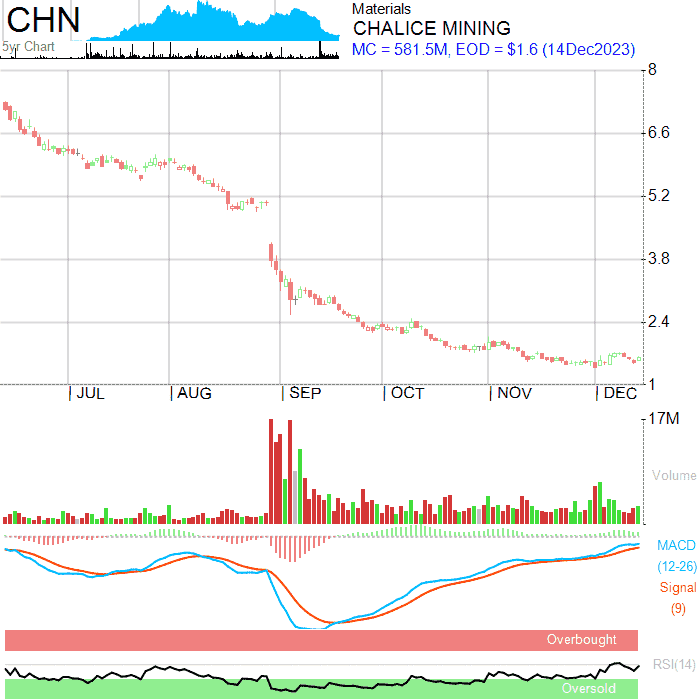 CHN
5yr Chart
Materials
CHALICE MINING
MC = 581.5M, EOD = $1.6 (14Dec2023)
8
6.6
5.2
3.8
2.4
1
JUL AUG SEP OCT NOV DEC
17M
Volume
MACD
(12-26)
Signal
(9)
Overbought
RSI(14)
Oversold